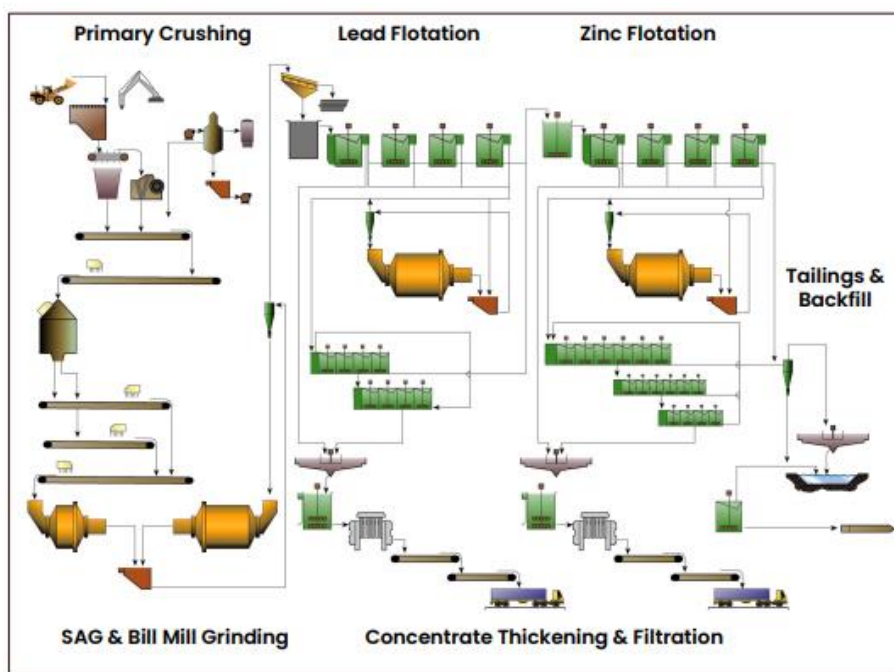 Primary Crushing
Lead Flotation
Zinc Flotation
Tailings &
Backfill
SAG & Bill Mill Grinding
Concentrate Thickening & Filtration